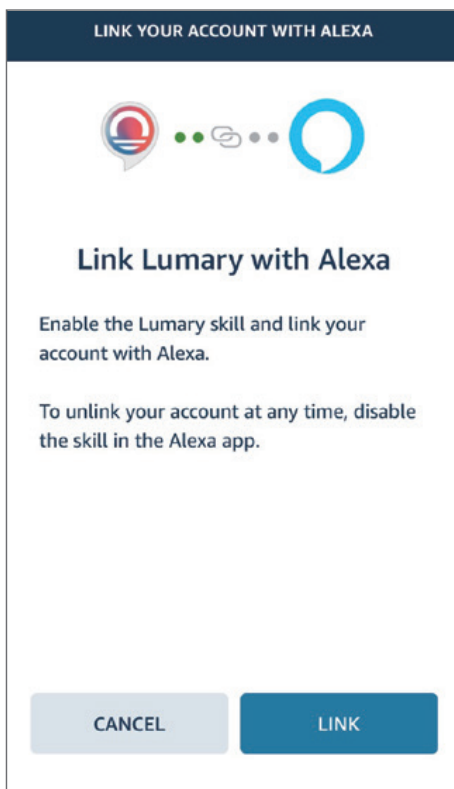 LINK YOUR ACCOUNT WITH ALEXA
Link Lumary with Alexa
Enable the Lumary skill and link your
account with Alexa.
To unlink your account at any time, disable
the skill in the Alexa app.
CANCEL
LINK